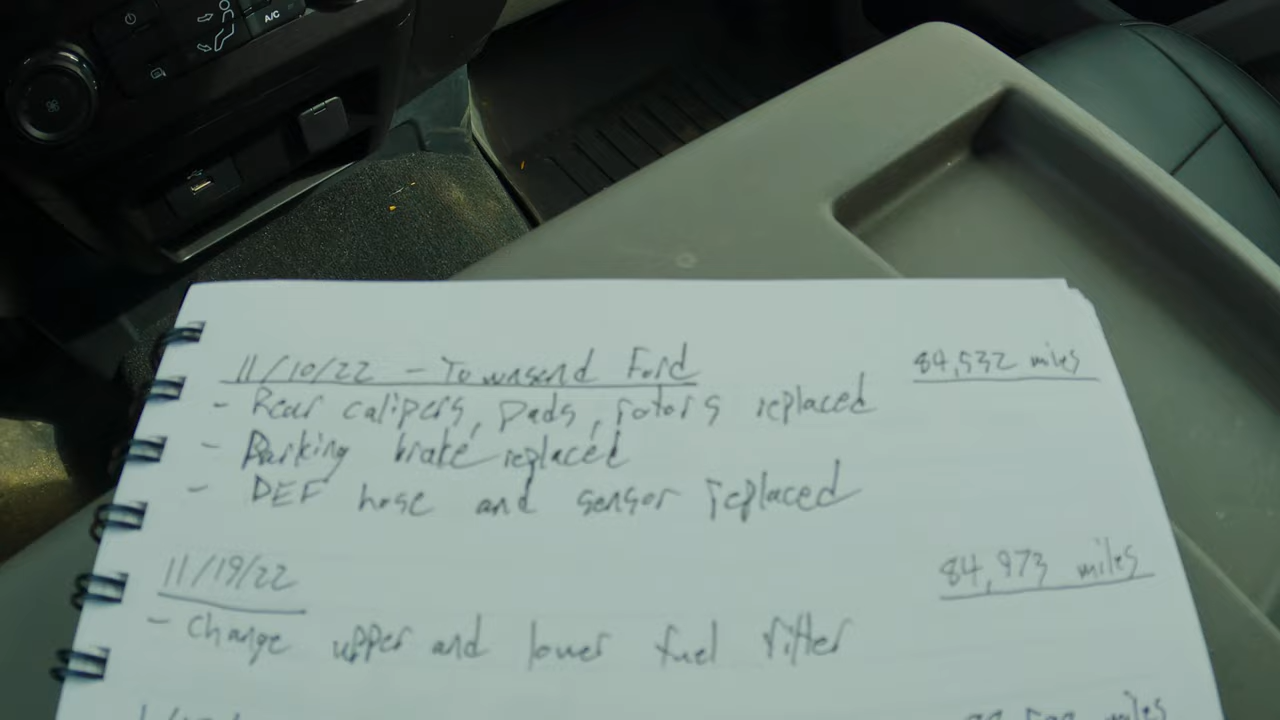 A/C
11/10/22 - Townsend Ford 84,532 miles
- Rear calipers, pads, rotors replaced
- Parking brake replaced
- DEF hose and sensor replaced
11/19/22 84,973 miles
- Change upper and lower fuel filter
miles